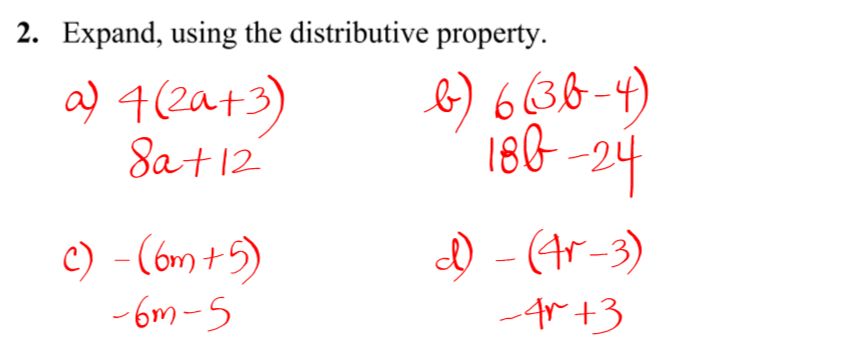 2. Expand, using the distributive property.
a) 4(2a+3)
8a+12
b) 6(3b-4)
18b-24
c) -(6m+5)
-6m-5
d) -(4r-3)
-4r+3